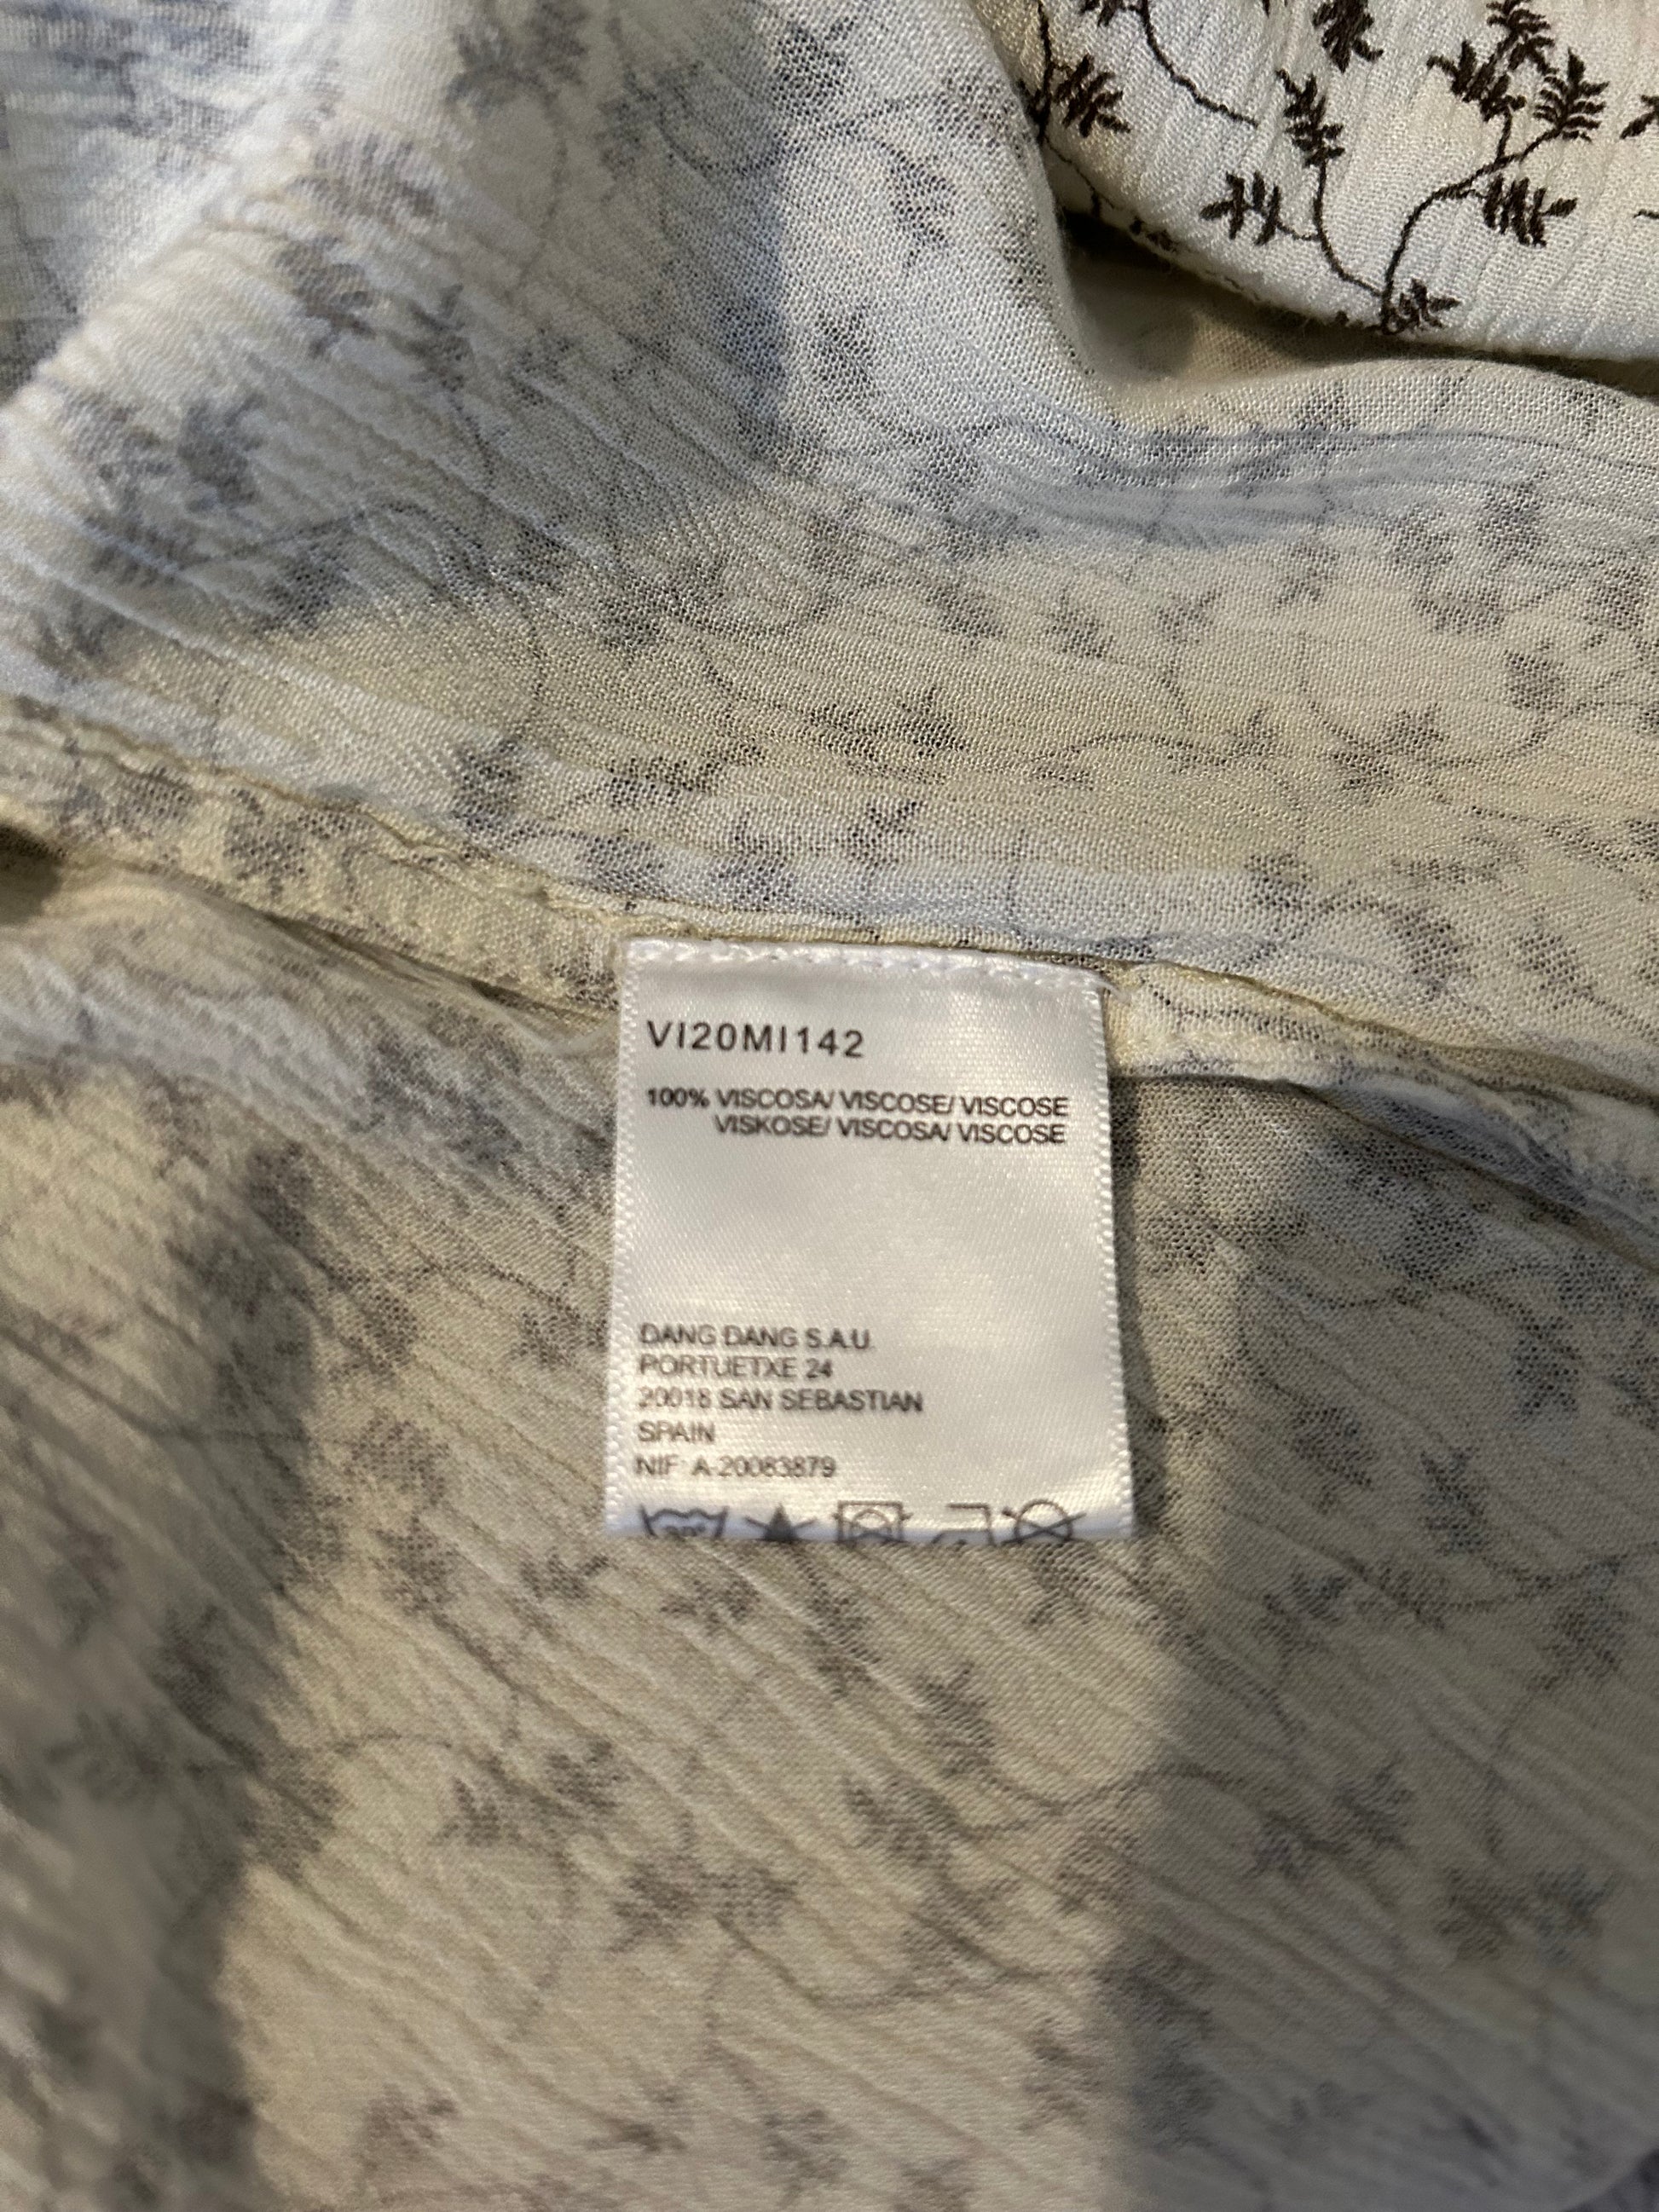 VI20MI142
100% VISCOSA/ VISCOSE/ VISCOSE
VISKOSE/ VISCOSA/ VISCOSE
DANG DANG S.A.U.
PORTUETXE 24
20018 SAN SEBASTIAN
SPAIN
NIF: A-20083879